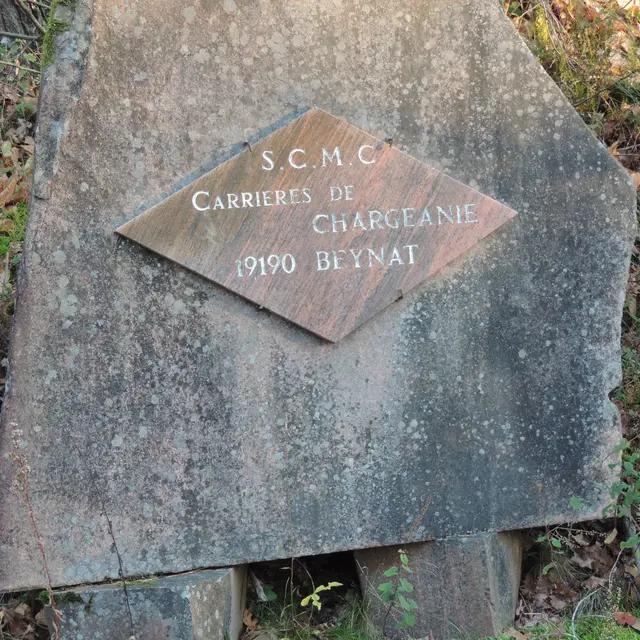 S.C.M.C.
CARRIERES DE
CHARGEANIE
19190 BEYNAT